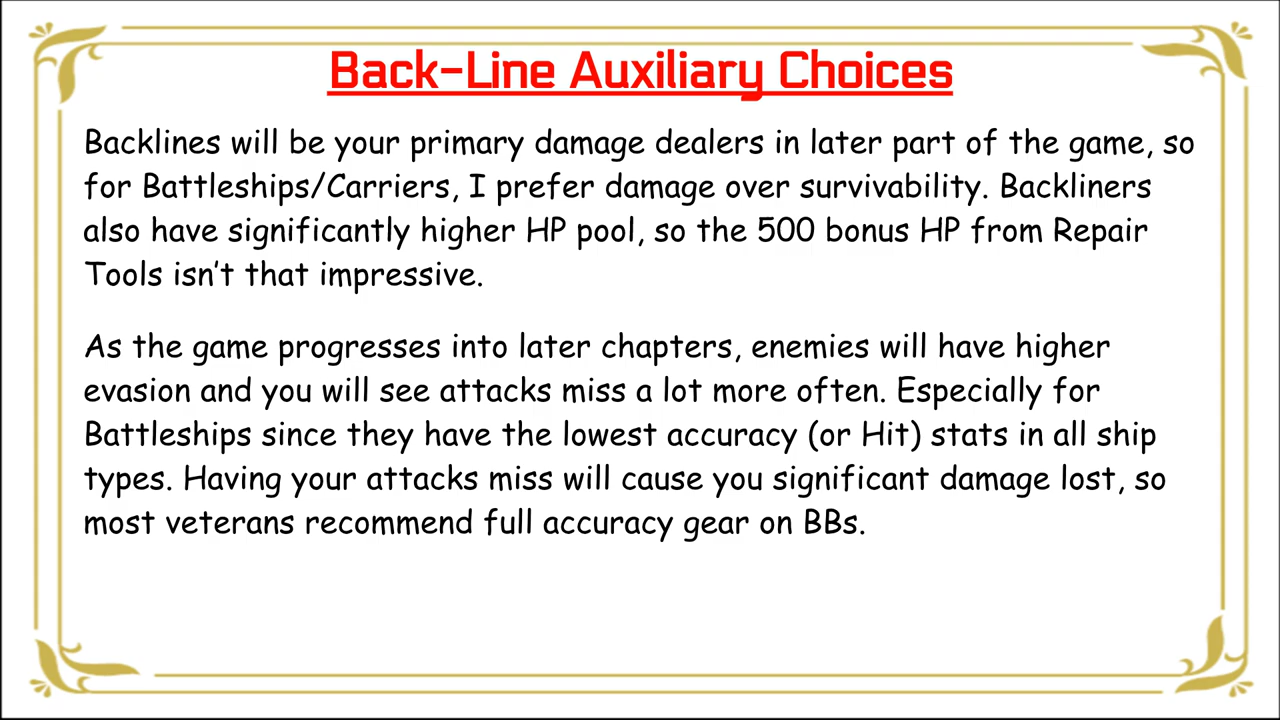 Back-Line Auxiliary Choices
Backlines will be your primary damage dealers in later part of the game, so
for Battleships/Carriers, I prefer damage over survivability. Backliners
also have significantly higher HP pool, so the 500 bonus HP from Repair
Tools isn't that impressive.
As the game progresses into later chapters, enemies will have higher
evasion and you will see attacks miss a lot more often. Especially for
Battleships since they have the lowest accuracy (or Hit) stats in all ship
types. Having your attacks miss will cause you significant damage lost, so
most veterans recommend full accuracy gear on BBs.